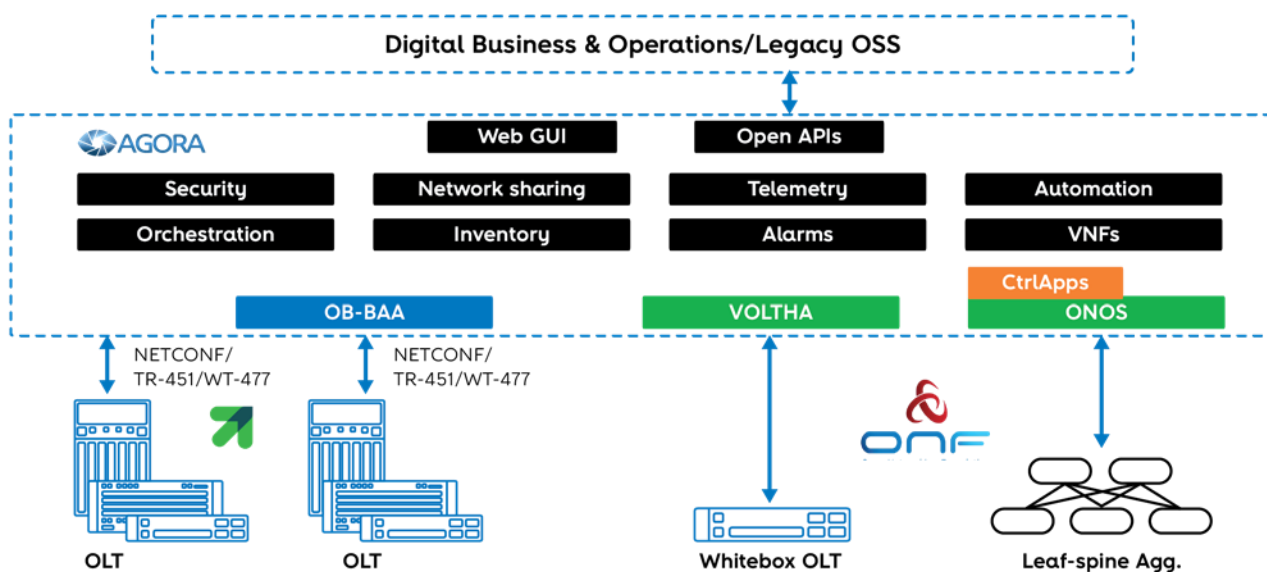 Digital Business & Operations/Legacy OSS
AGORA
Web GUI
Open APIs
Security
Network sharing
Telemetry
Automation
Orchestration
Inventory
Alarms
VNFs
CtrlApps
OB-BAA
VOLTHA
ONOS
NETCONF/
TR-451/WT-477
NETCONF/
TR-451/WT-477
ONF
OLT
OLT
Whitebox OLT
Leaf-spine Agg.